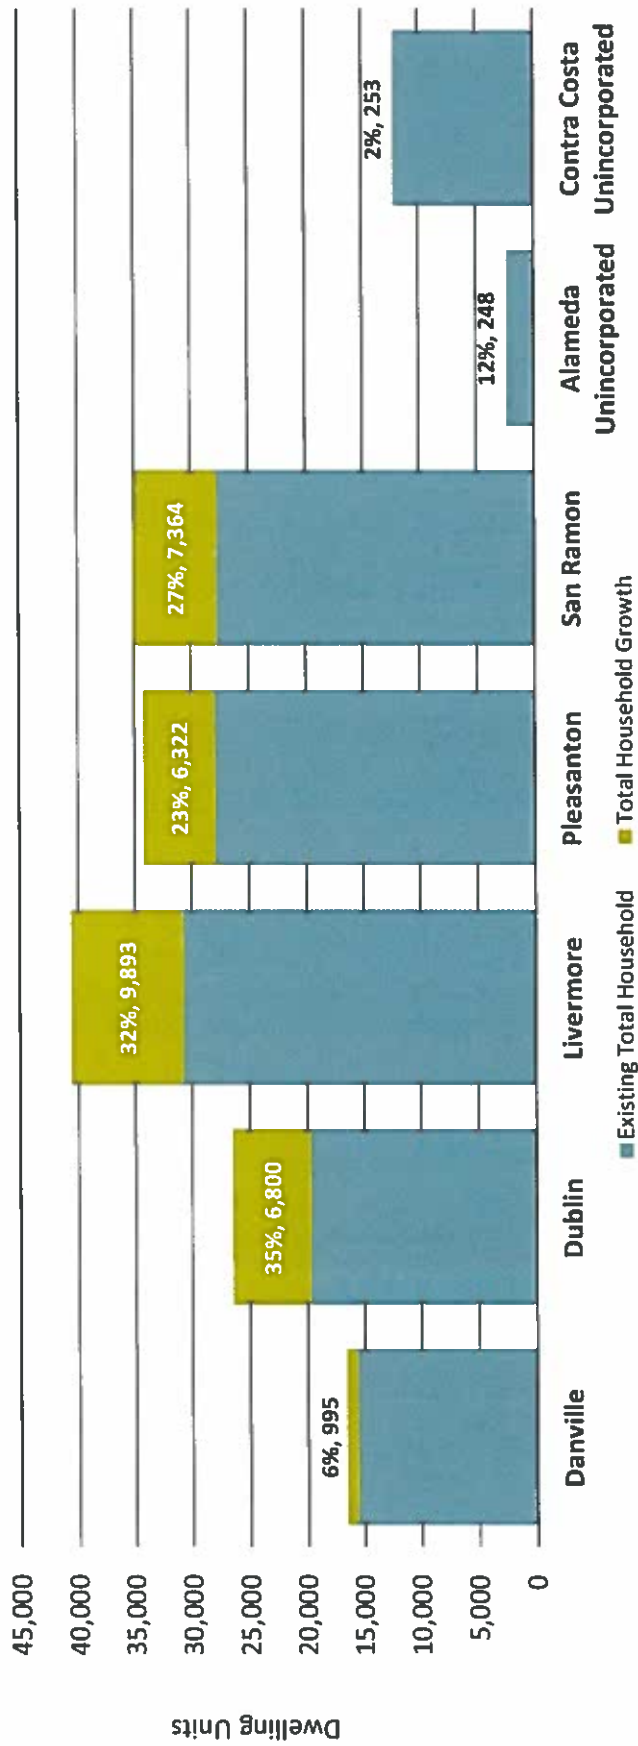 Dwelling Units
45,000
40,000
35,000
30,000
25,000
20,000
15,000
10,000
5,000
0
6%, 995
35%, 6,800
32%, 9,893
23%, 6,322
27%, 7,364
12%, 248
2%, 253
Danville
Dublin
Livermore
Pleasanton
San Ramon
Alameda
Unincorporated
Contra Costa
Unincorporated
Existing Total Household
Total Household Growth